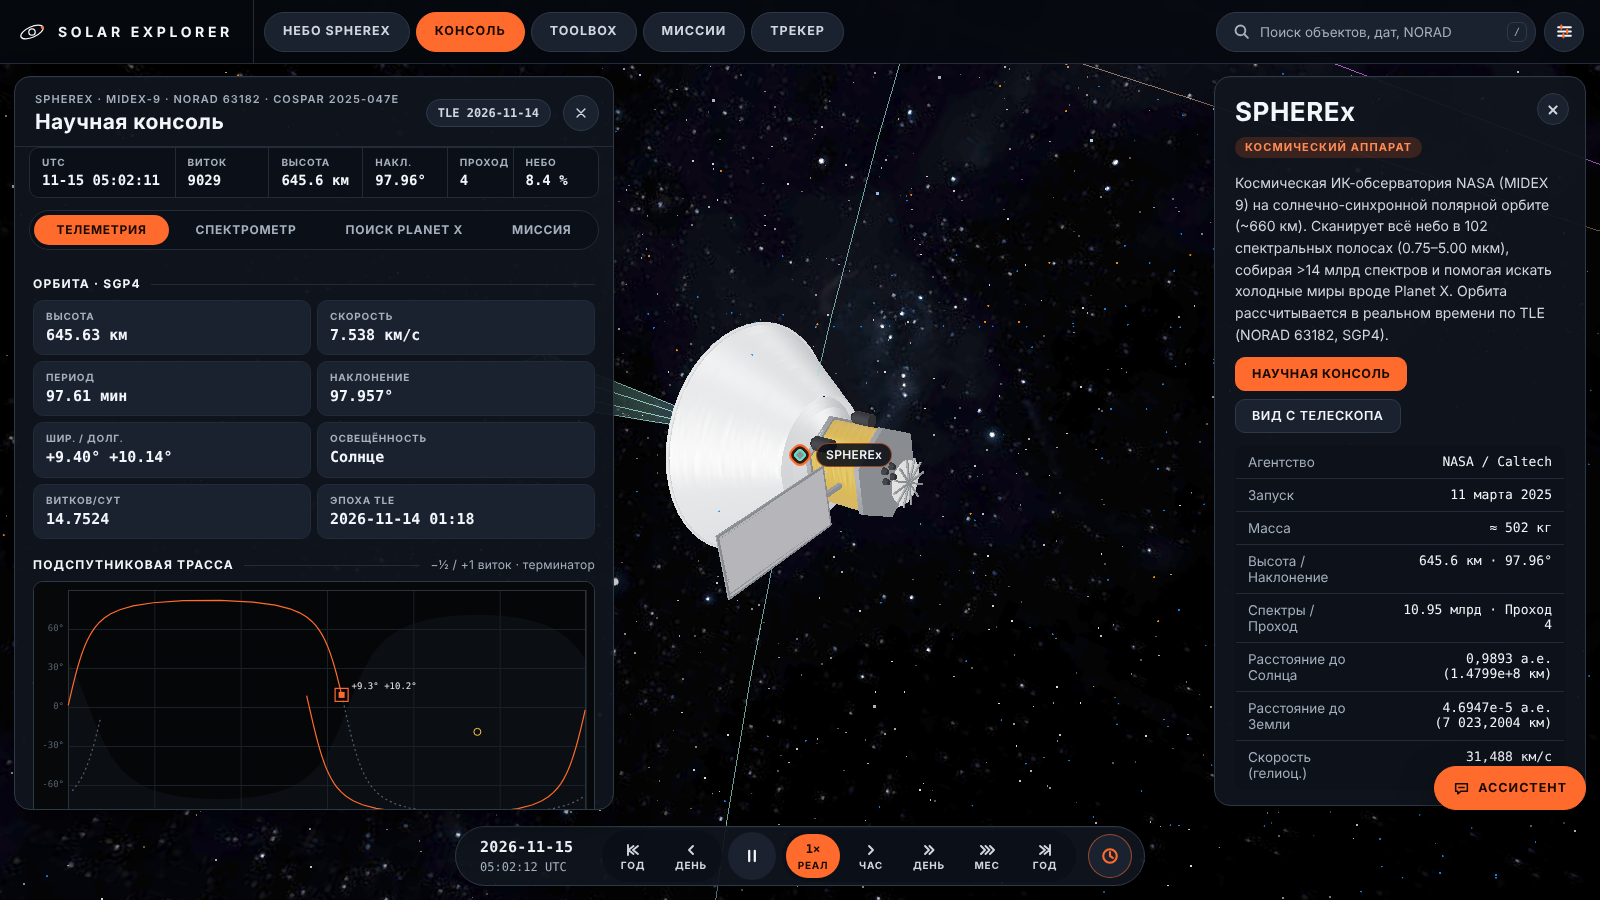 SOLAR EXPLORER
НЕБО SPHEREX
КОНСОЛЬ
TOOLBOX
МИССИИ
ТРЕКЕР
Поиск объектов, дат, NORAD
/
SPHEREX · MIDEX-9 · NORAD 63182 · COSPAR 2025-047E
Научная консоль
TLE 2026-11-14
UTC
11-15 05:02:11
ВИТОК
9029
ВЫСОТА
645.6 км
НАКЛ.
97.96°
ПРОХОД
4
НЕБО
8.4 %
ТЕЛЕМЕТРИЯ
СПЕКТРОМЕТР
ПОИСК PLANET X
МИССИЯ
ОРБИТА · SGP4
ВЫСОТА
645.63 км
СКОРОСТЬ
7.538 км/с
ПЕРИОД
97.61 мин
НАКЛОНЕНИЕ
97.957°
ШИР. / ДОЛГ.
+9.40° +10.14°
ОСВЕЩЁННОСТЬ
Солнце
ВИТКОВ/СУТ
14.7524
ЭПОХА TLE
2026-11-14 01:18
ПОДСПУТНИКОВАЯ ТРАССА
−½ / +1 виток · терминатор
60°
30°
0°
-30°
-60°
+9.3° +10.2°
SPHEREx
SPHEREx
КОСМИЧЕСКИЙ АППАРАТ
Космическая ИК-обсерватория NASA (MIDEX
9) на солнечно-синхронной полярной орбите
(~660 км). Сканирует всё небо в 102
спектральных полосах (0.75–5.00 мкм),
собирая >14 млрд спектров и помогая искать
холодные миры вроде Planet X. Орбита
рассчитывается в реальном времени по TLE
(NORAD 63182, SGP4).
НАУЧНАЯ КОНСОЛЬ
ВИД С ТЕЛЕСКОПА
Агентство
NASA / Caltech
Запуск
11 марта 2025
Масса
≈ 502 кг
Высота /
Наклонение
645.6 км · 97.96°
Спектры /
Проход
10.95 млрд · Проход
4
Расстояние до
Солнца
0,9893 а.е.
(1.4799e+8 км)
Расстояние до
Земли
4.6947e-5 а.е.
(7 023,2004 км)
Скорость
(гелиоц.)
31,488 км/с
АССИСТЕНТ
2026-11-15
05:02:12 UTC
ГОД
ДЕНЬ
1×
РЕАЛ
ЧАС
ДЕНЬ
МЕС
ГОД